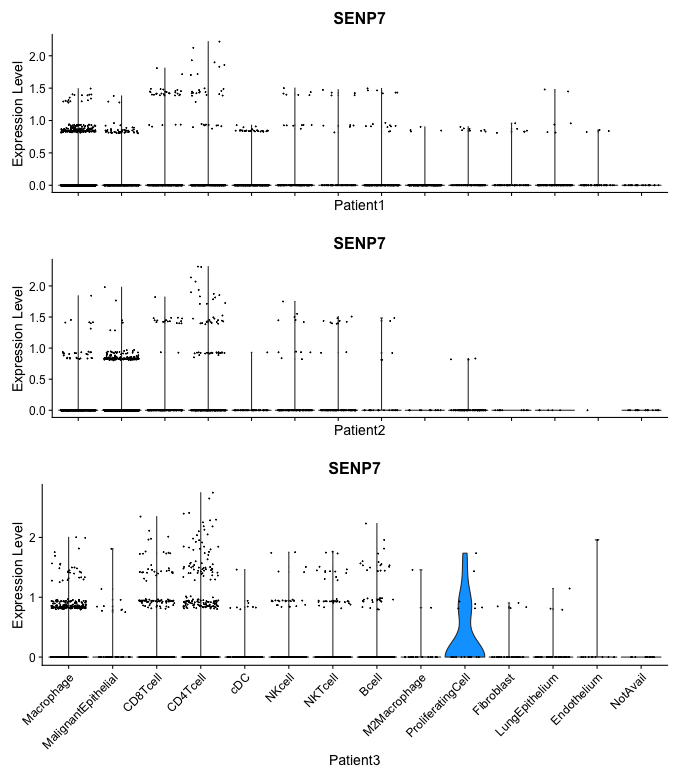 SENP7
Expression Level
2.0
1.5
1.0
0.5
0.0
Patient1
SENP7
Expression Level
2.0
1.5
1.0
0.5
0.0
Patient2
SENP7
Expression Level
2
1
0
Macrophage
MalignantEpithelial
CD8Tcell
CD4Tcell
cDC
NKcell
NKTcell
Bcell
M2Macrophage
ProliferatingCell
Fibroblast
LungEpithelium
Endothelium
NotAvail
Patient3